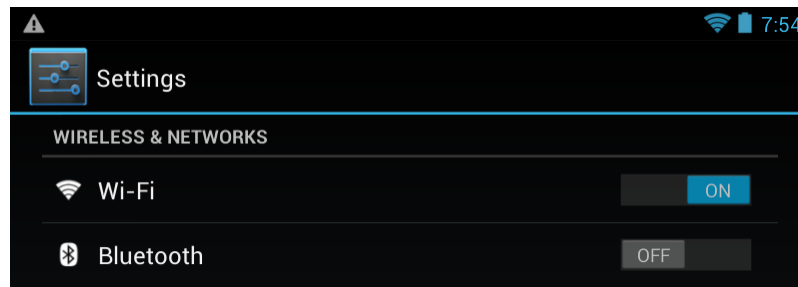 7:54
Settings
WIRELESS & NETWORKS
Wi-Fi ON
Bluetooth OFF